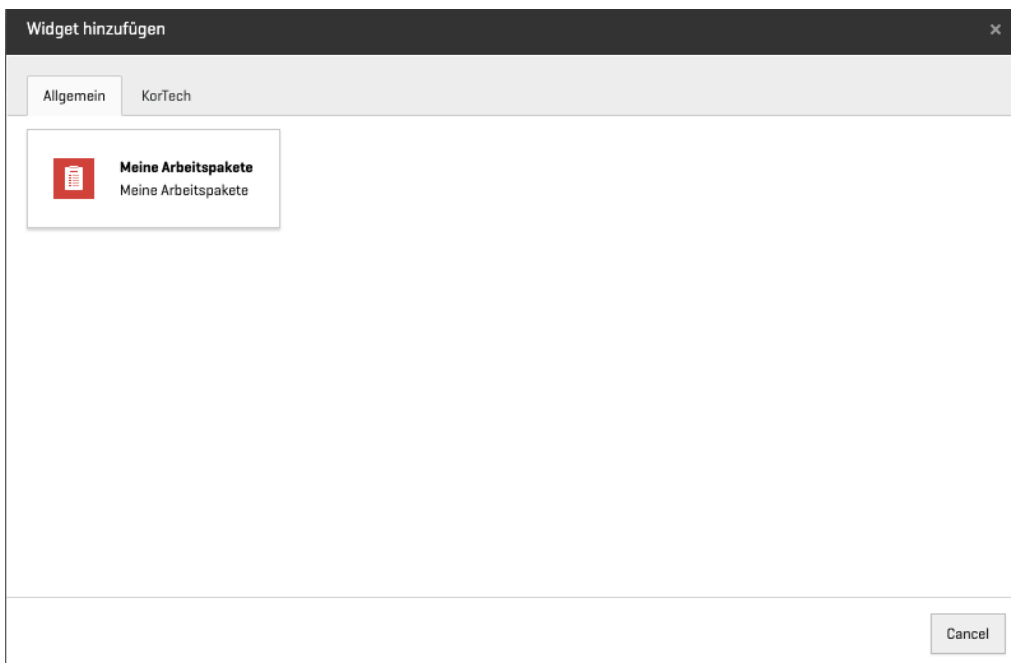 Widget hinzufügen
×
Allgemein
KorTech
Meine Arbeitspakete
Meine Arbeitspakete
Cancel